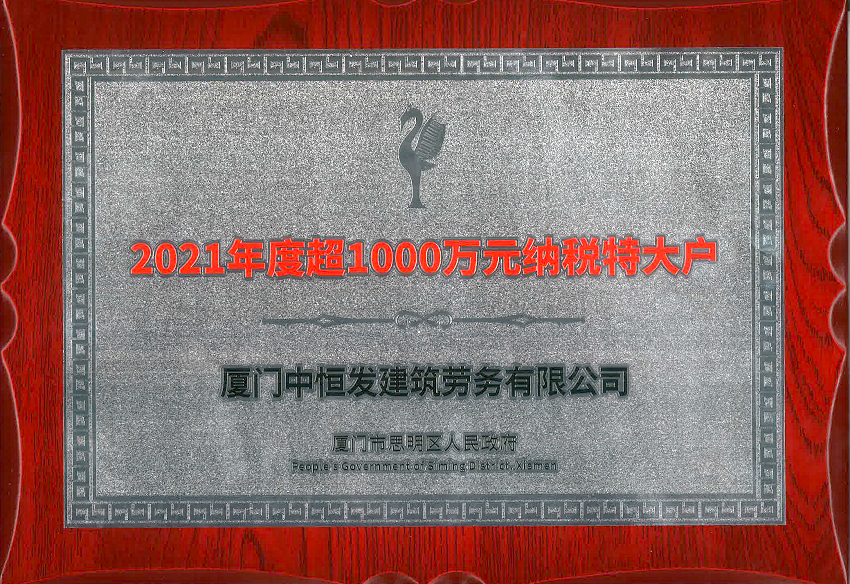 2021年度超1000万元纳税特大户
厦门中恒发建筑劳务有限公司
厦门市思明区人民政府
People's Government of Siming District, Xiamen